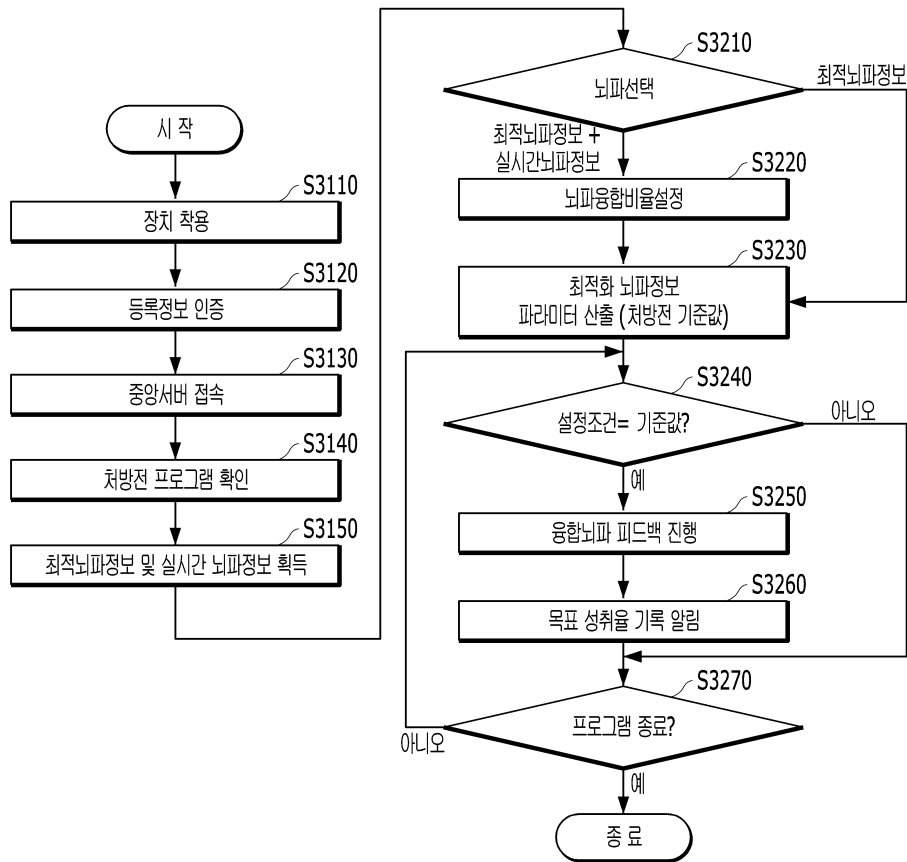 시 작
S3110
장치 착용
S3120
등록정보 인증
S3130
중앙서버 접속
S3140
처방전 프로그램 확인
S3150
최적뇌파정보 및 실시간 뇌파정보 획득
S3210
뇌파선택
최적뇌파정보
최적뇌파정보 +
실시간뇌파정보
S3220
뇌파융합비율설정
S3230
최적화 뇌파정보
파라미터 산출 (처방전 기준값)
S3240
설정조건= 기준값?
아니오
예
S3250
융합뇌파 피드백 진행
S3260
목표 성취율 기록 알림
S3270
프로그램 종료?
아니오
예
종 료